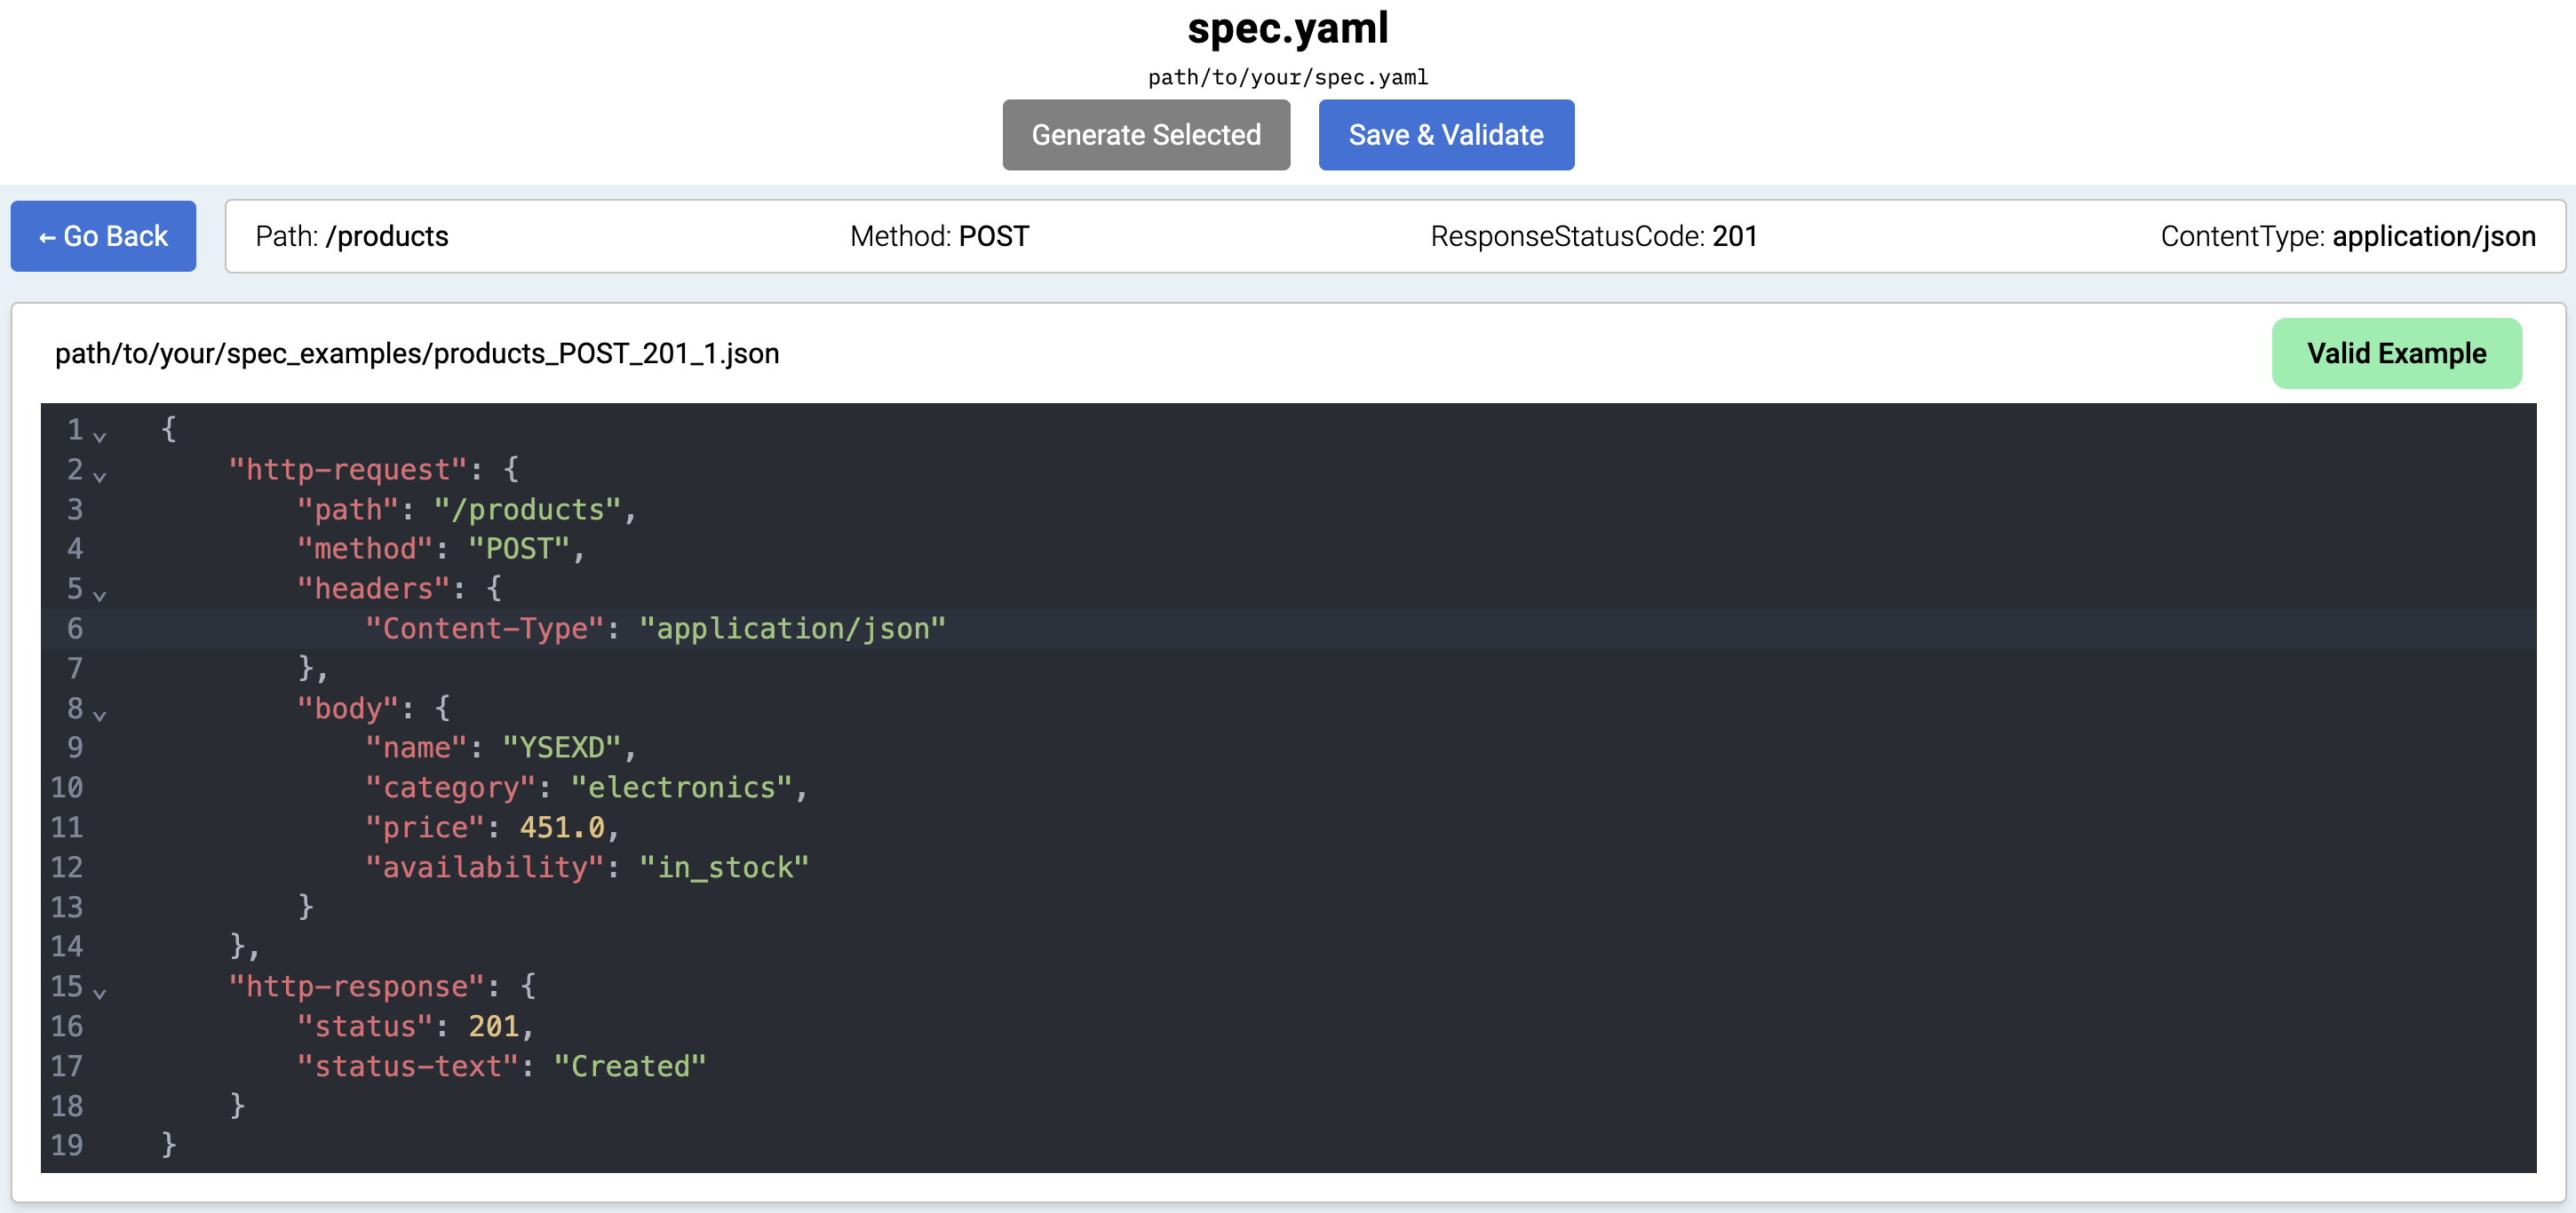 spec.yaml
path/to/your/spec.yaml
Generate Selected
Save & Validate
← Go Back
Path: /products
Method: POST
ResponseStatusCode: 201
ContentType: application/json
path/to/your/spec_examples/products_POST_201_1.json
Valid Example
1 {
2     "http-request": {
3         "path": "/products",
4         "method": "POST",
5         "headers": {
6             "Content-Type": "application/json"
7         },
8         "body": {
9             "name": "YSEXD",
10             "category": "electronics",
11             "price": 451.0,
12             "availability": "in_stock"
13         }
14     },
15     "http-response": {
16         "status": 201,
17         "status-text": "Created"
18     }
19 }